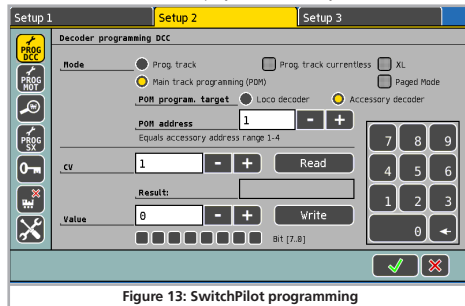 Setup 1 Setup 2 Setup 3
Decoder programming DCC
PROG DCC
Mode Prog. track Prog. track currentless XL
PROG MOT
Main track programming (POM) Paged Mode
POM program. target Loco decoder Accessory decoder
POM address 1 - +
Equals accessory address range 1-4
PROG SX
7 8 9
CV 1 - + Read
4 5 6
Result:
1 2 3
Value 0 - + Write
0 ←
Bit [7..0]
Figure 13: SwitchPilot programming